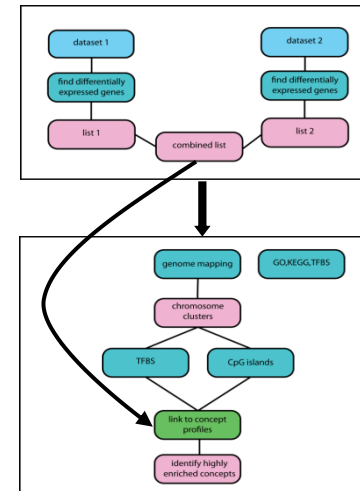 dataset 1
dataset 2
find differentially
expressed genes
find differentially
expressed genes
list 1
list 2
combined list
genome mapping
GO,KEGG,TFBS
chromosome
clusters
TFBS
CpG islands
link to concept
profiles
identify highly
enriched concepts